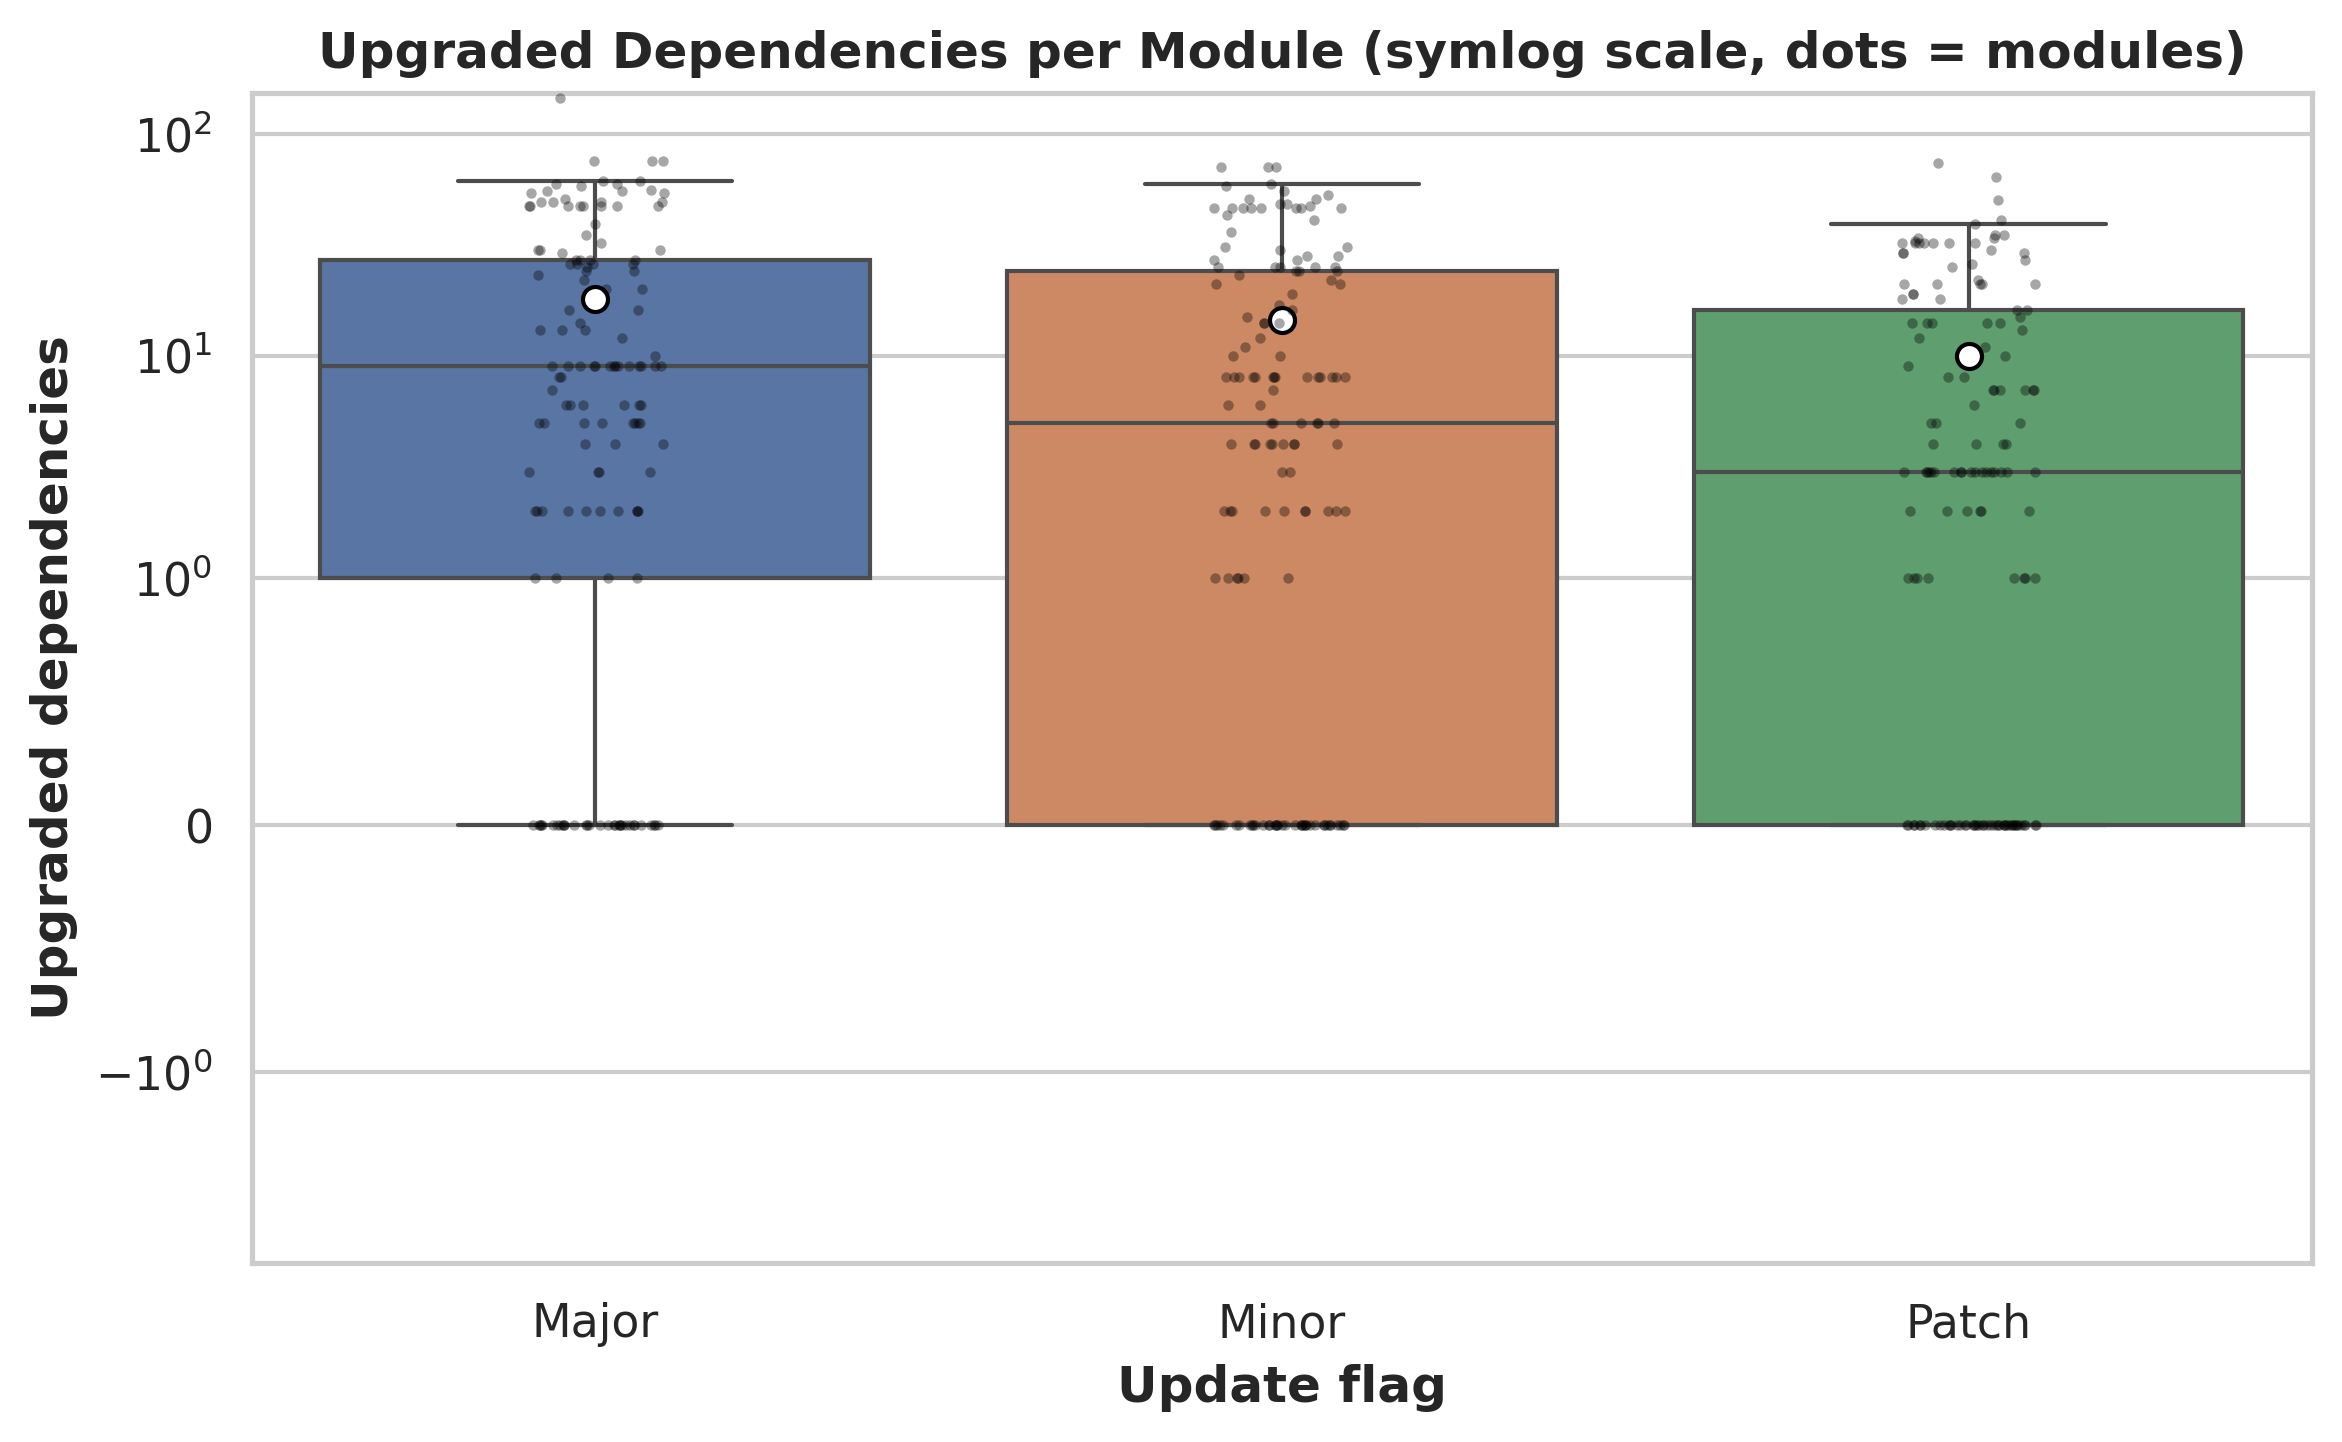 Upgraded Dependencies per Module (symlog scale, dots = modules)
Upgraded dependencies
10²
10¹
10⁰
0
−10⁰
Major
Minor
Patch
Update flag